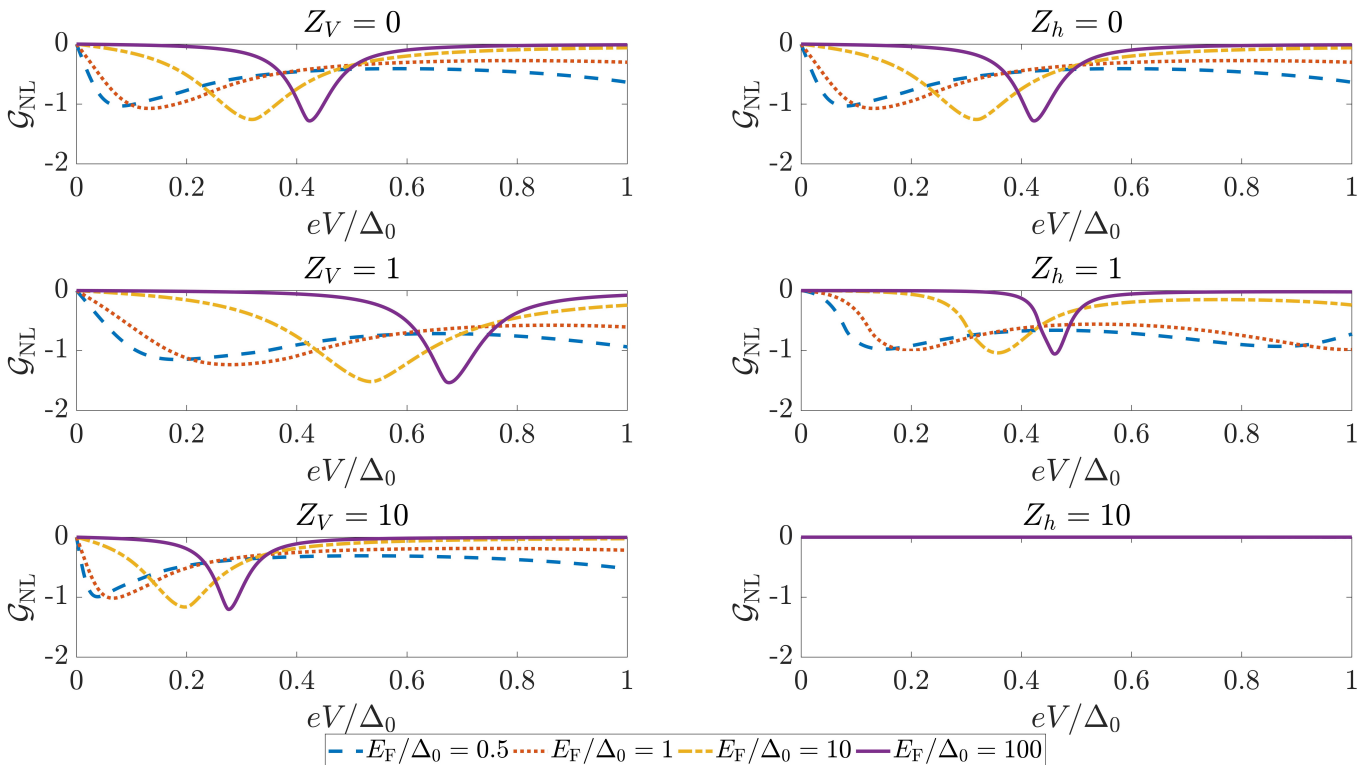 Z_V = 0
0
-1
-2
𝒢_NL
0 0.2 0.4 0.6 0.8 1
eV/Δ_0
Z_h = 0
0
-1
-2
𝒢_NL
0 0.2 0.4 0.6 0.8 1
eV/Δ_0
Z_V = 1
0
-1
-2
𝒢_NL
0 0.2 0.4 0.6 0.8 1
eV/Δ_0
Z_h = 1
0
-1
-2
𝒢_NL
0 0.2 0.4 0.6 0.8 1
eV/Δ_0
Z_V = 10
0
-1
-2
𝒢_NL
0 0.2 0.4 0.6 0.8 1
eV/Δ_0
Z_h = 10
0
-1
-2
𝒢_NL
0 0.2 0.4 0.6 0.8 1
eV/Δ_0
E_F/Δ_0 = 0.5 E_F/Δ_0 = 1 E_F/Δ_0 = 10 E_F/Δ_0 = 100